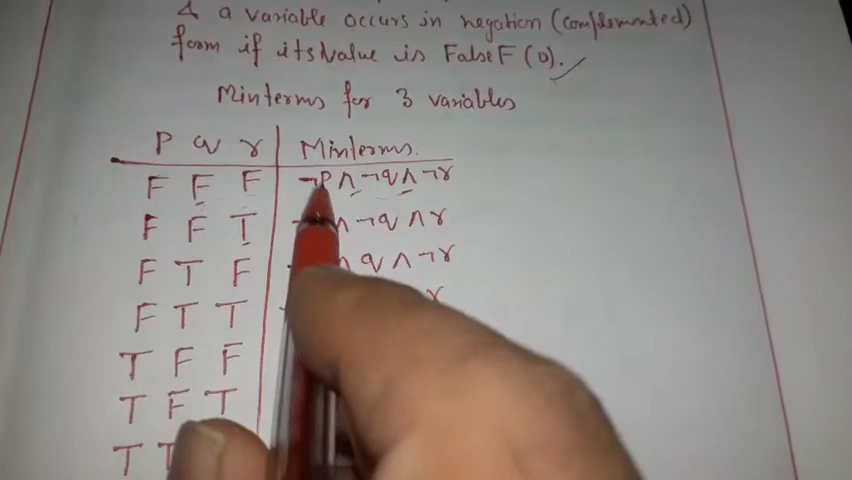 & a variable occurs in negation (complemented)
form if its value is False F (0).
Minterms for 3 variables
P q r Minterms.
F F F ¬P ∧ ¬q ∧ ¬r
F F T ∧ ¬q ∧ r
F T F ∧ q ∧ ¬r
F T T r
T F F
T F T
T T